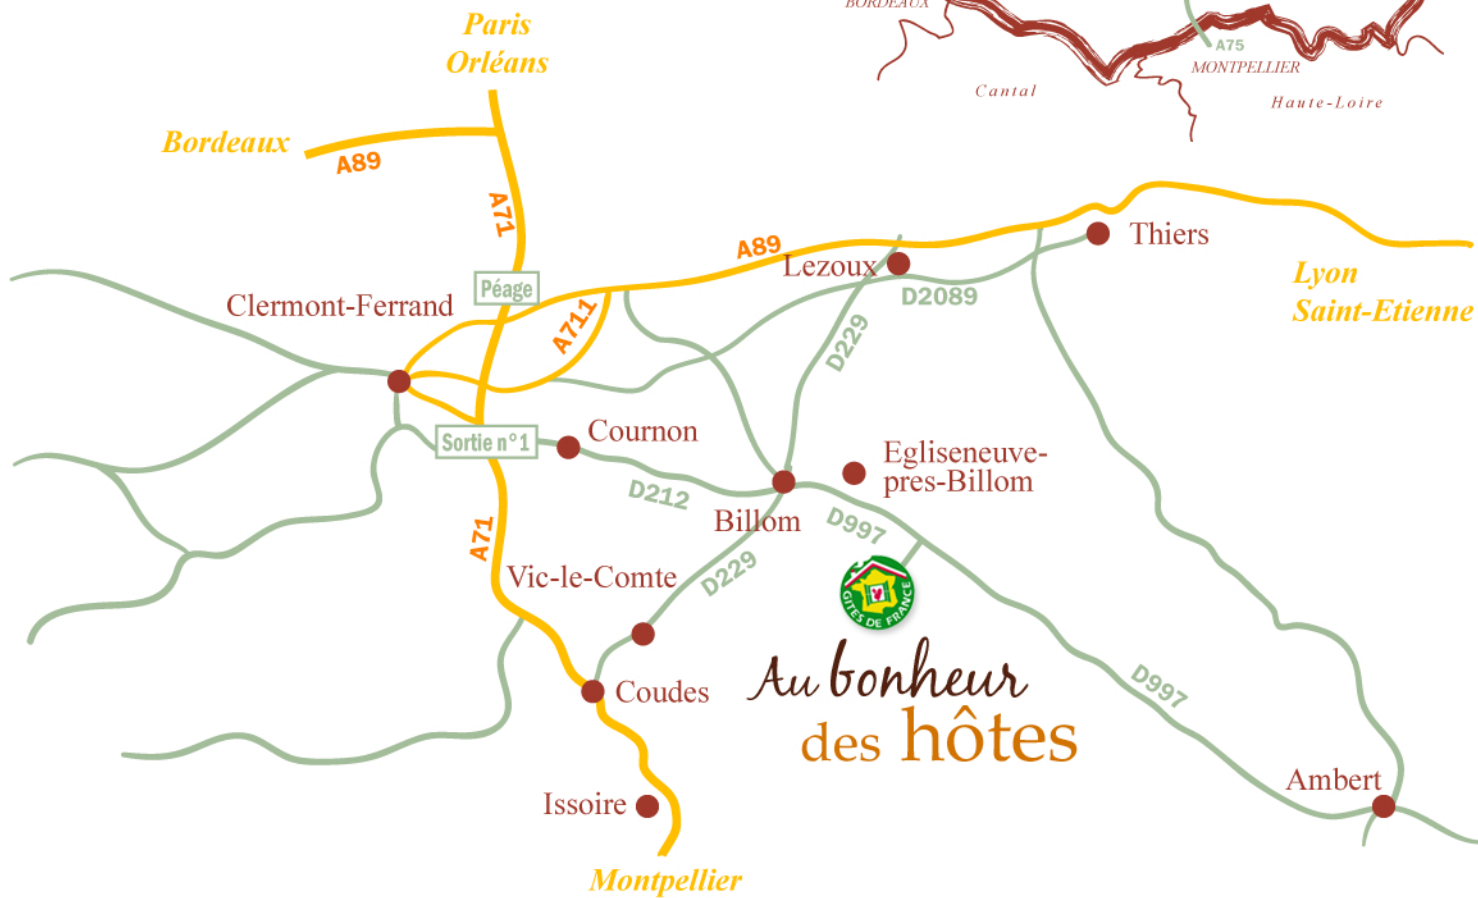 BORDEAUX
A75
MONTPELLIER
Cantal
Haute-Loire
Paris
Orléans
Bordeaux
A89
A71
Péage
Clermont-Ferrand
A711
A89
Lezoux
D2089
D229
Thiers
Lyon
Saint-Etienne
Sortie n°1
Cournon
D212
Egliseneuve-
pres-Billom
Billom
D997
A71
Vic-le-Comte
D229
GITES DE FRANCE
Au bonheur
des hôtes
Coudes
D997
Issoire
Ambert
Montpellier